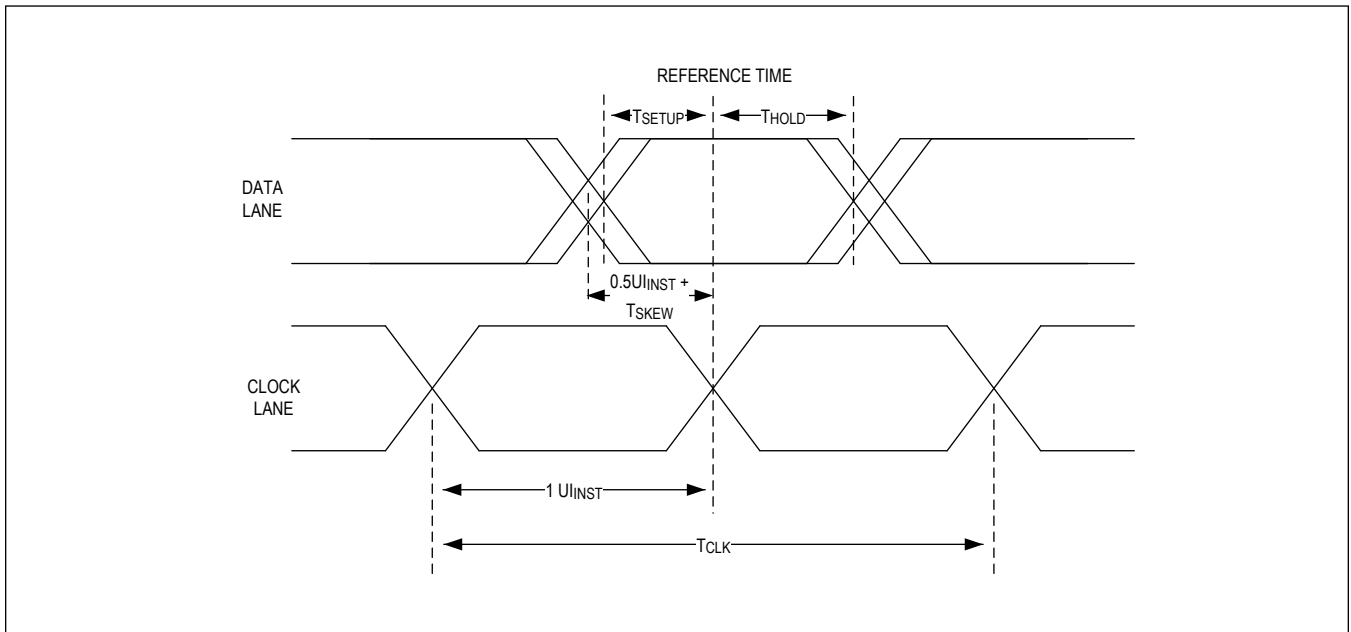 REFERENCE TIME
TSETUP THOLD
DATA
LANE
0.5UIINST +
TSKEW
CLOCK
LANE
1 UIINST
TCLK